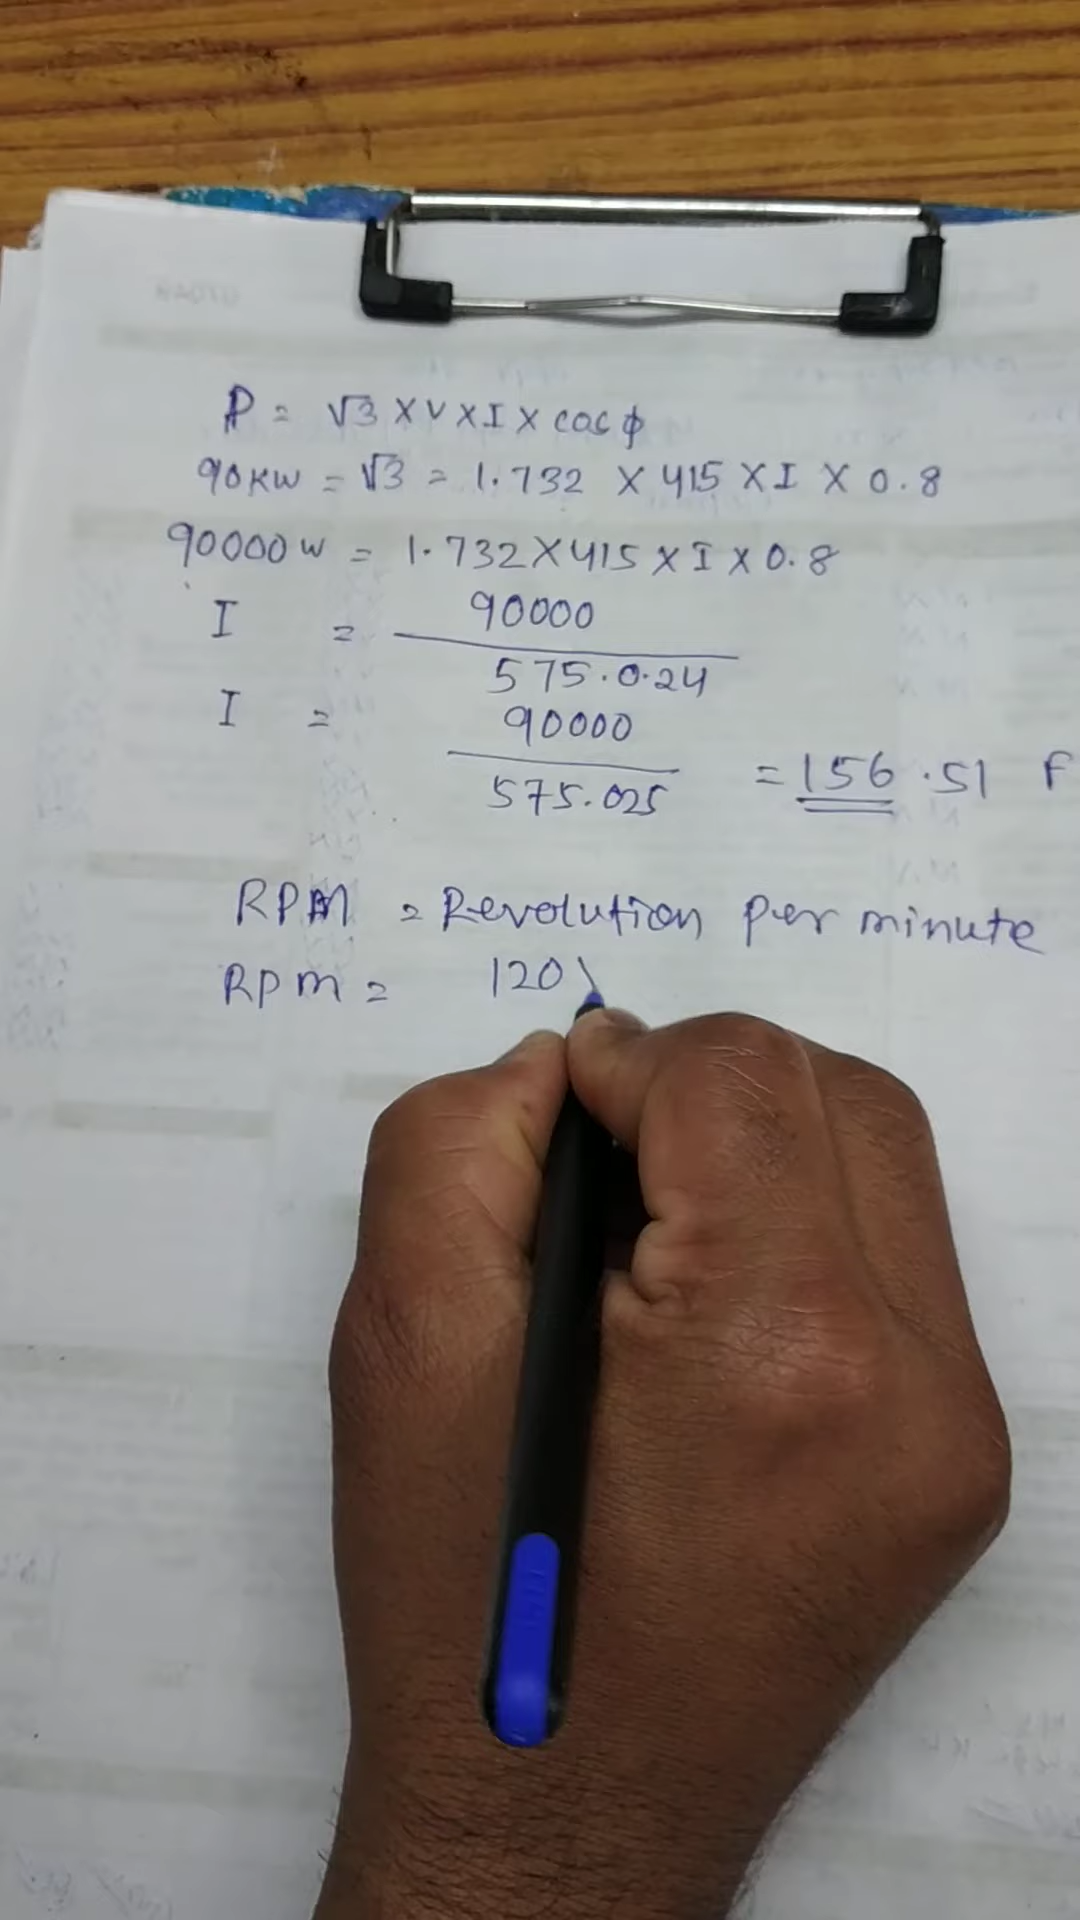 P = √3 X V X I X cos ϕ
90KW = √3 = 1.732 X 415 X I X 0.8
90000 W = 1.732 X 415 X I X 0.8
I = 90000
575.0.24
I = 90000
575.025 = 156.51 F
RPM = Revolution per minute
RPM = 120 \